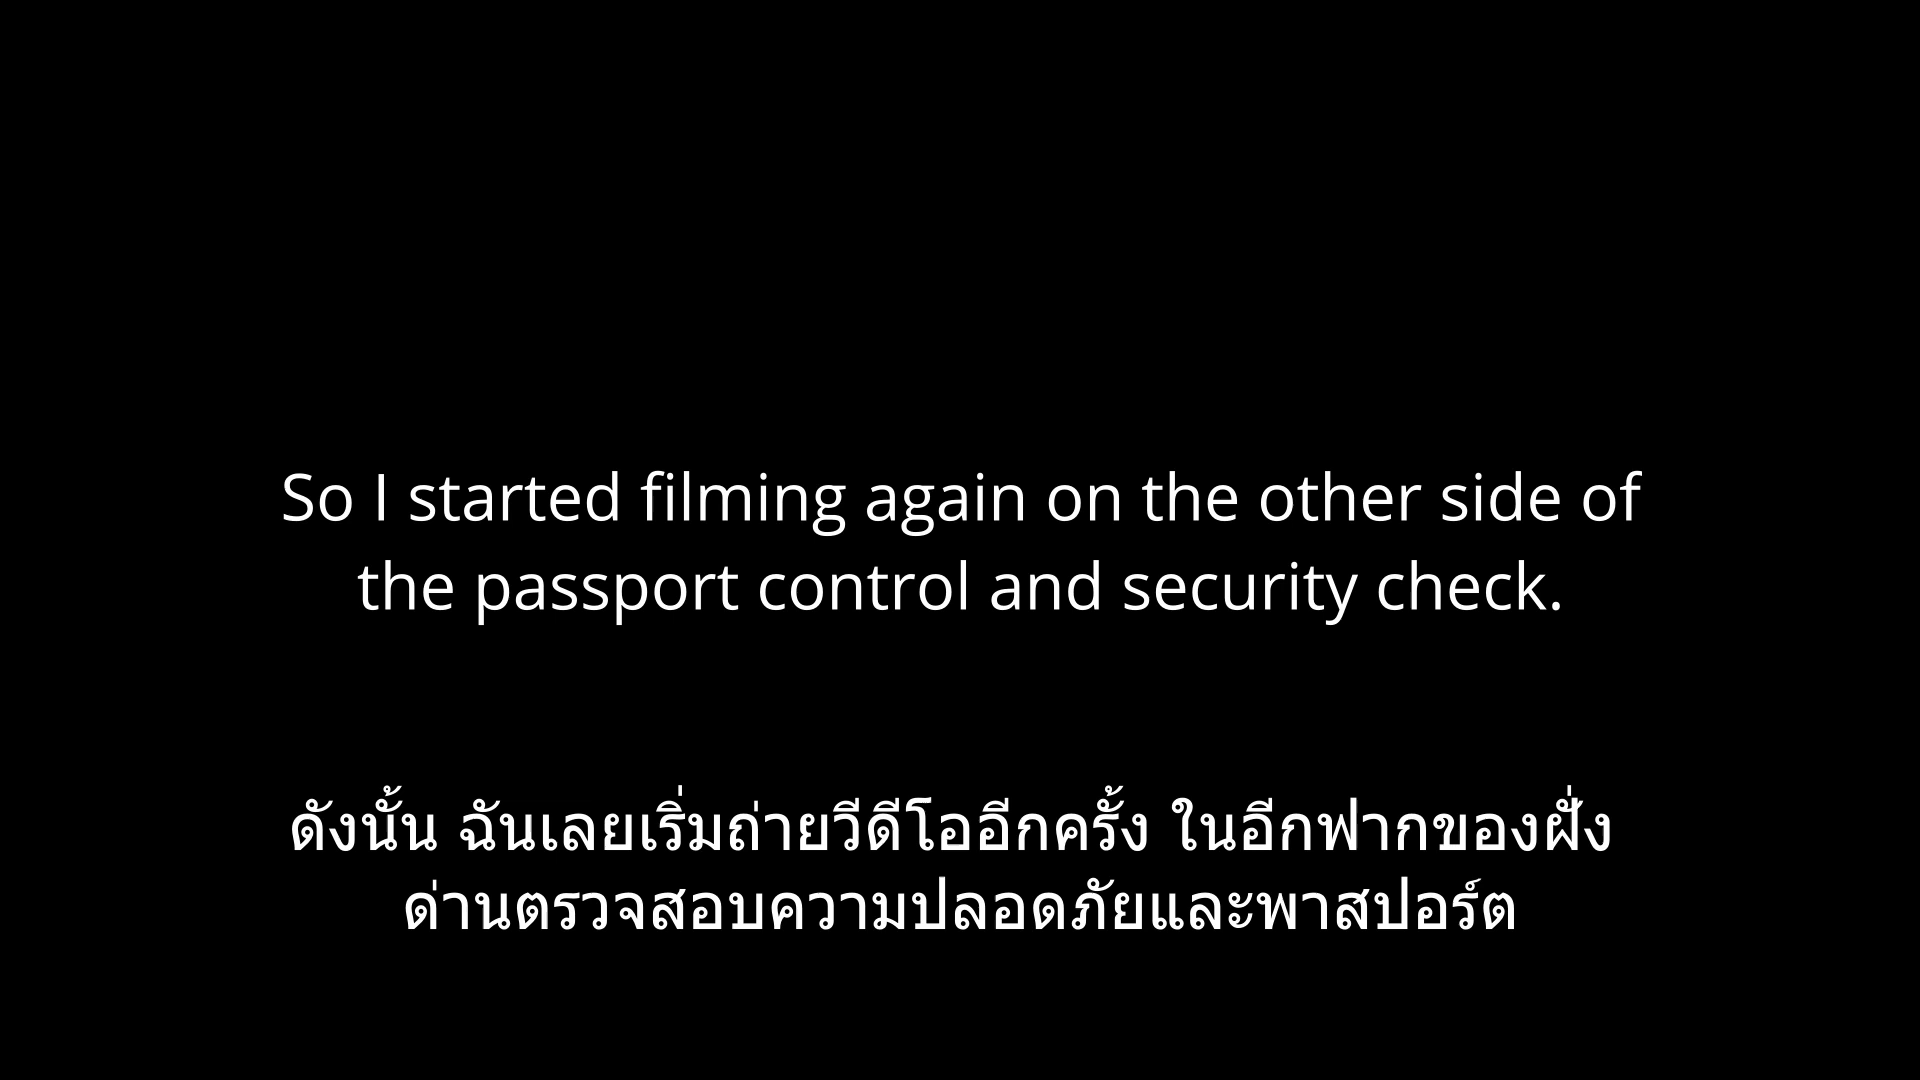 So I started filming again on the other side of
the passport control and security check.
ดังนั้น ฉันเลยเริ่มถ่ายวีดีโออีกครั้ง ในอีกฟากของฝั่ง
ด่านตรวจสอบความปลอดภัยและพาสปอร์ต